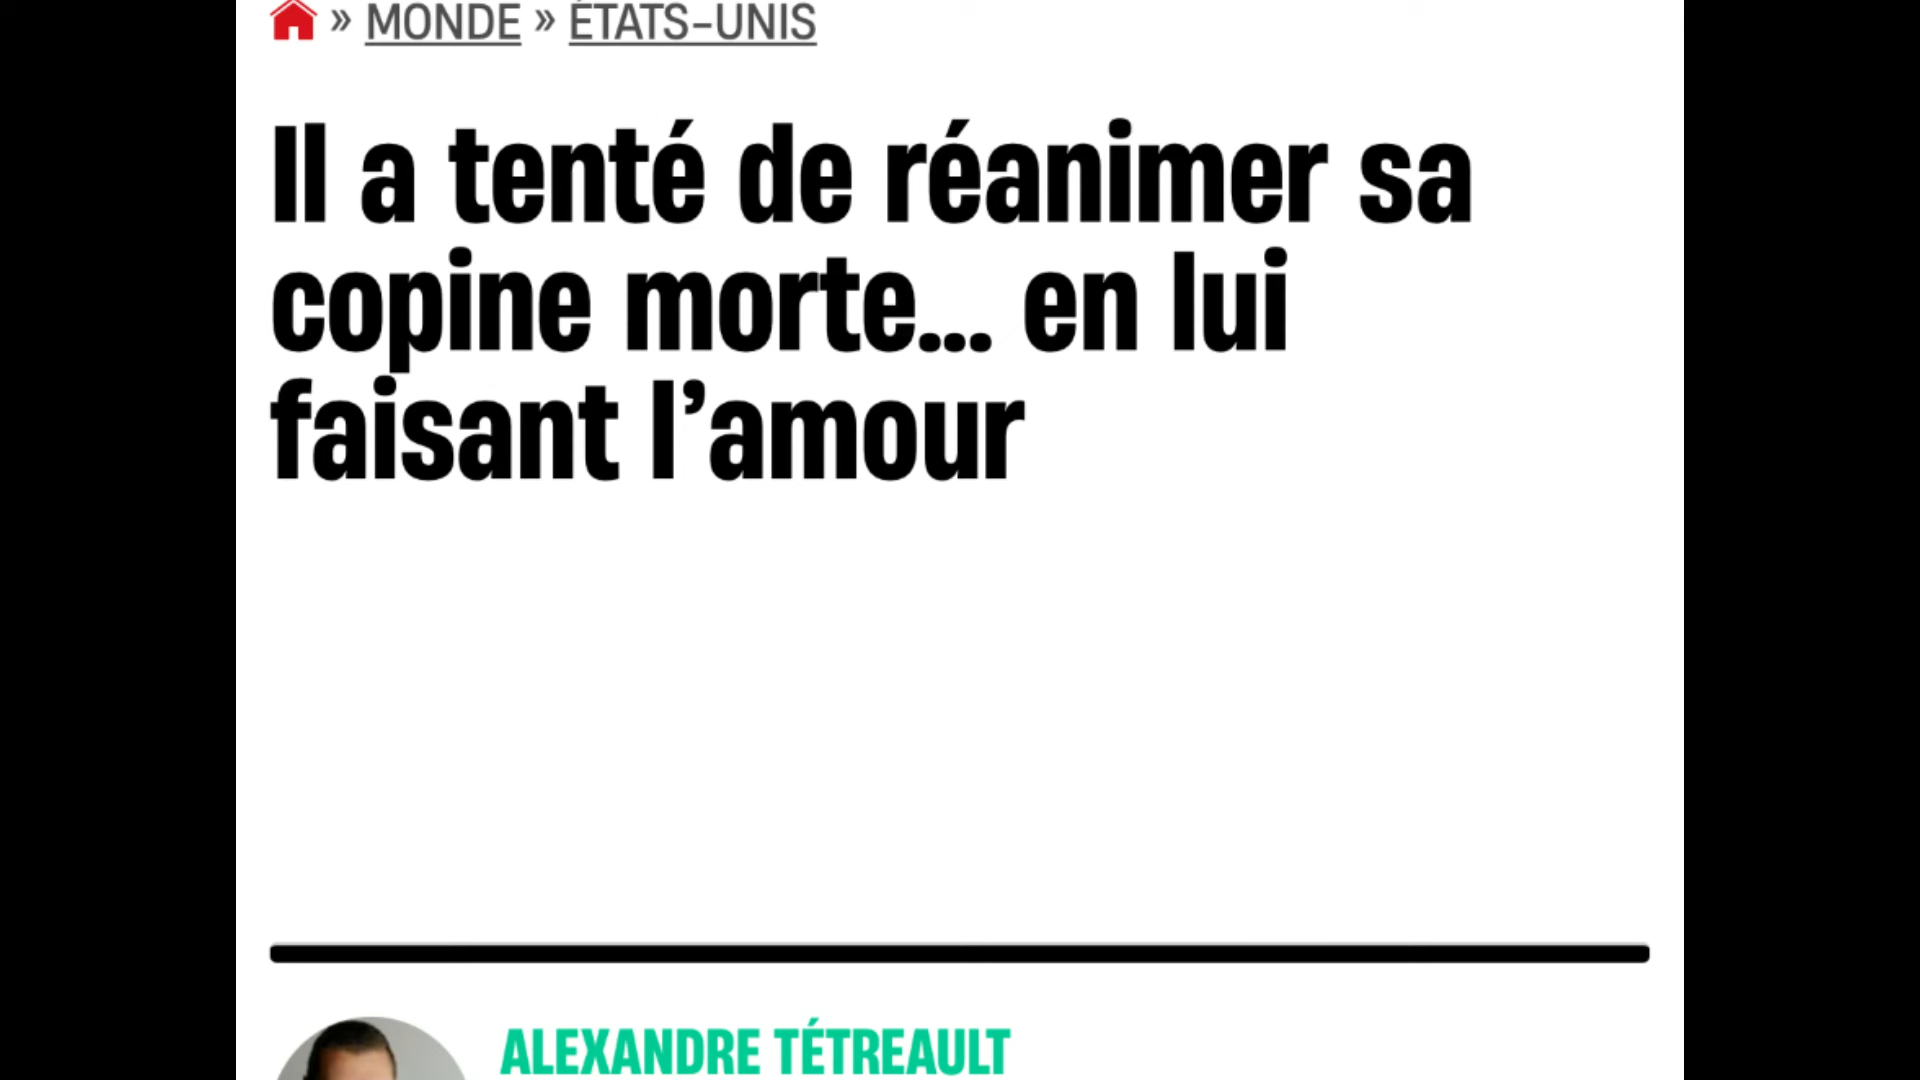 » MONDE » ÉTATS-UNIS
Il a tenté de réanimer sa
copine morte... en lui
faisant l’amour
ALEXANDRE TÉTREAULT